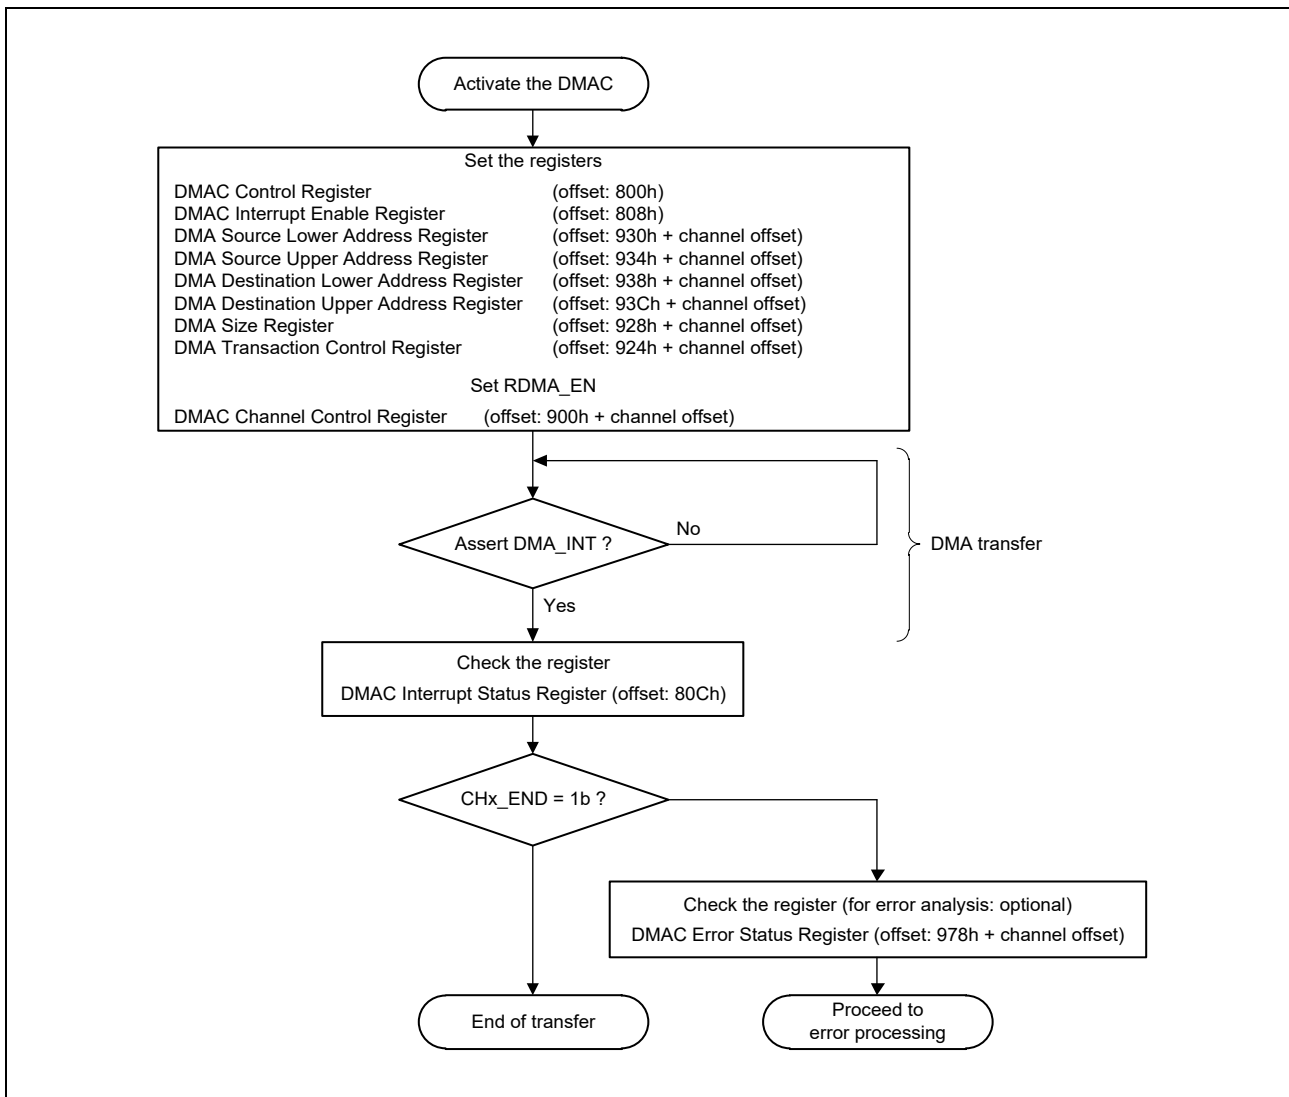 Activate the DMAC
Set the registers
DMAC Control Register (offset: 800h)
DMAC Interrupt Enable Register (offset: 808h)
DMA Source Lower Address Register (offset: 930h + channel offset)
DMA Source Upper Address Register (offset: 934h + channel offset)
DMA Destination Lower Address Register (offset: 938h + channel offset)
DMA Destination Upper Address Register (offset: 93Ch + channel offset)
DMA Size Register (offset: 928h + channel offset)
DMA Transaction Control Register (offset: 924h + channel offset)
Set RDMA_EN
DMAC Channel Control Register (offset: 900h + channel offset)
Assert DMA_INT ?
No
DMA transfer
Yes
Check the register
DMAC Interrupt Status Register (offset: 80Ch)
CHx_END = 1b ?
Check the register (for error analysis: optional)
DMAC Error Status Register (offset: 978h + channel offset)
End of transfer
Proceed to
error processing